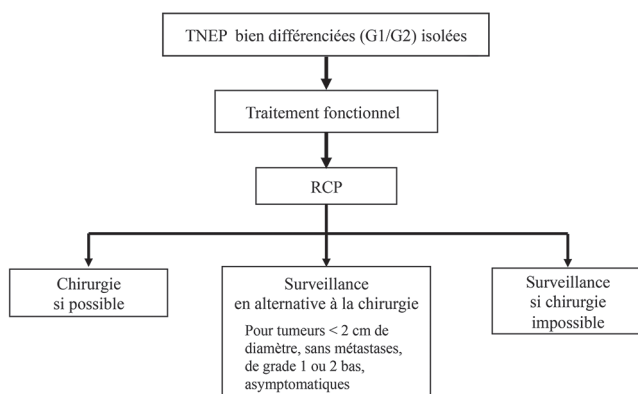 TNEP bien différenciées (G1/G2) isolées
Traitement fonctionnel
RCP
Chirurgie
si possible
Surveillance
en alternative à la chirurgie
Pour tumeurs < 2 cm de
diamètre, sans métastases,
de grade 1 ou 2 bas,
asymptomatiques
Surveillance
si chirurgie
impossible